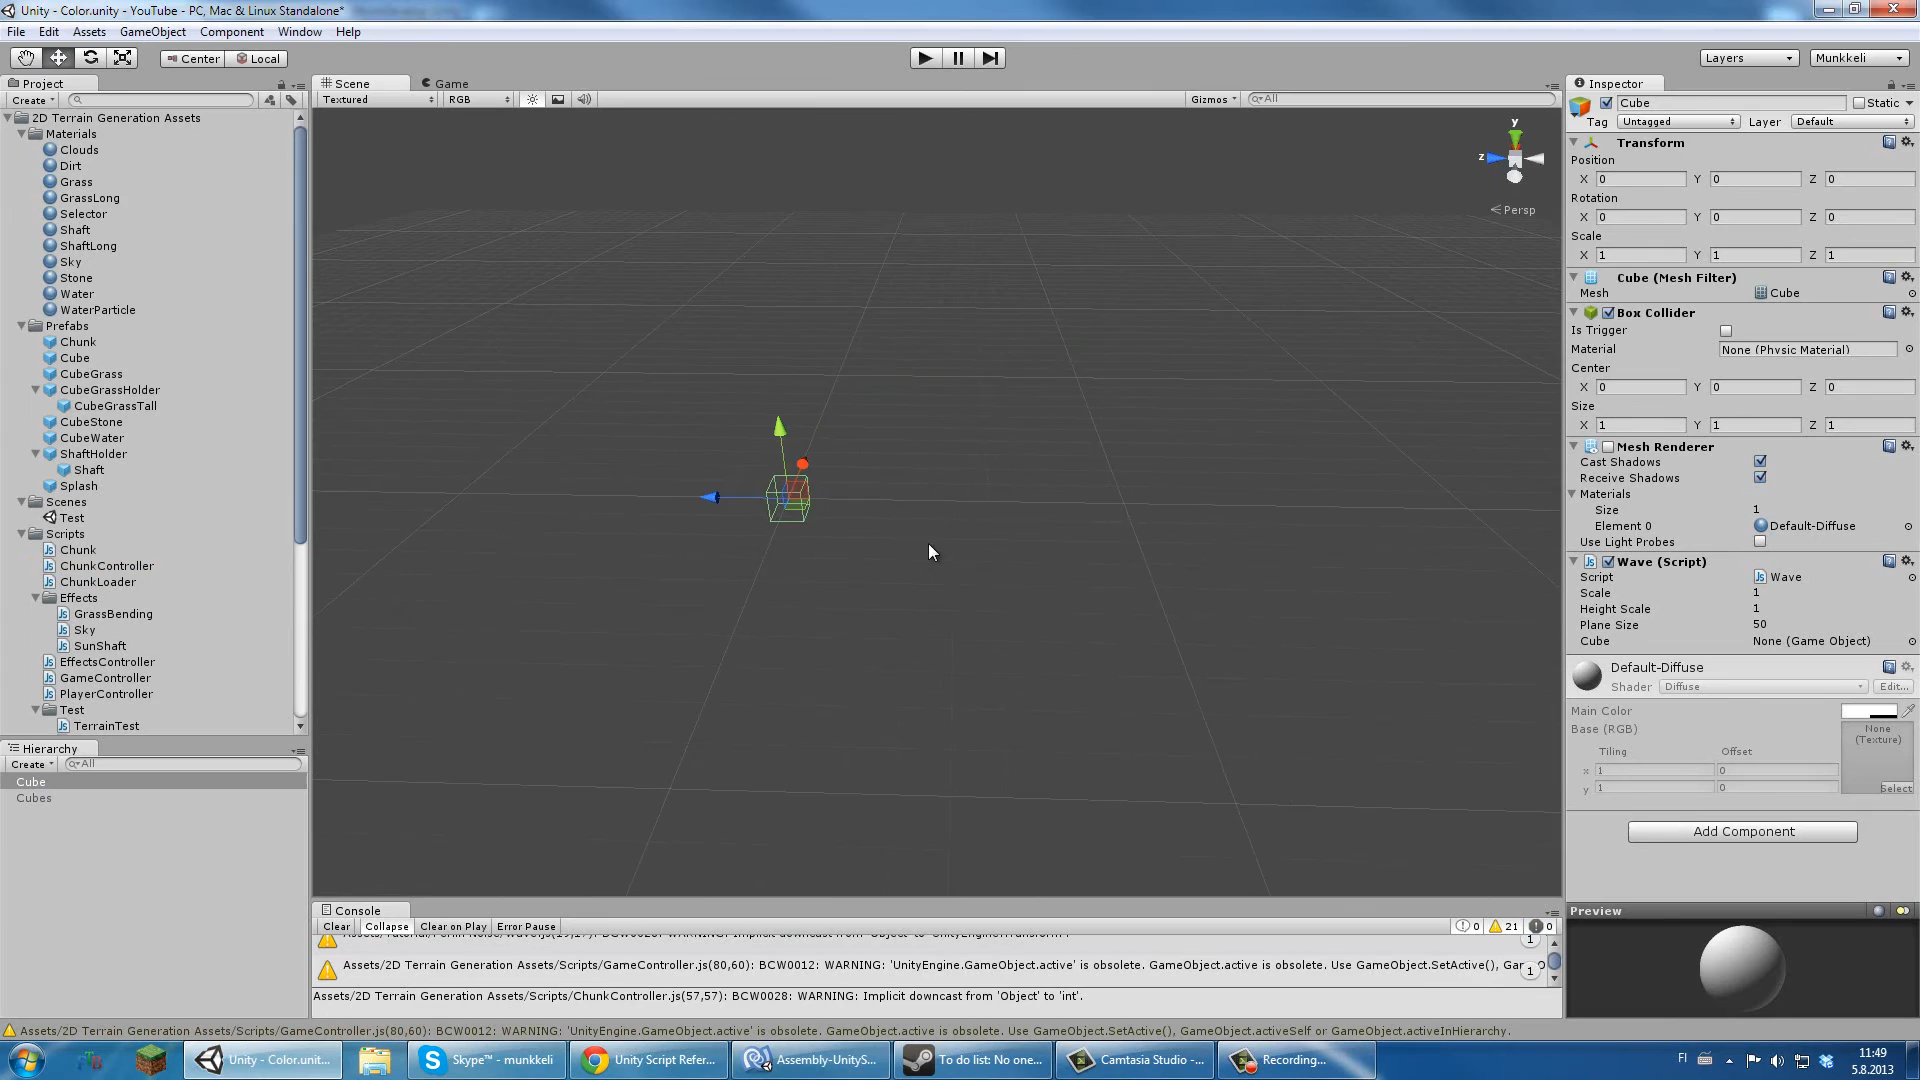 Unity - Color.unity - YouTube - PC, Mac & Linux Standalone*
File Edit Assets GameObject Component Window Help
Center Local
Layers Munkkeli
Project
Create
2D Terrain Generation Assets
Materials
Clouds
Dirt
Grass
GrassLong
Selector
Shaft
ShaftLong
Sky
Stone
Water
WaterParticle
Prefabs
Chunk
Cube
CubeGrass
CubeGrassHolder
CubeGrassTall
CubeStone
CubeWater
ShaftHolder
Shaft
Splash
Scenes
Test
Scripts
Chunk
ChunkController
ChunkLoader
Effects
GrassBending
Sky
SunShaft
EffectsController
GameController
PlayerController
Test
TerrainTest
Hierarchy
Create All
Cube
Cubes
Scene Game
Textured RGB Gizmos All
y
z
Persp
Console
Clear Collapse Clear on Play Error Pause 0 21 0
1
Assets/2D Terrain Generation Assets/Scripts/GameController.js(80,60): BCW0012: WARNING: 'UnityEngine.GameObject.active' is obsolete. GameObject.active is obsolete. Use GameObject.SetActive(),
1
Assets/2D Terrain Generation Assets/Scripts/ChunkController.js(57,57): BCW0028: WARNING: Implicit downcast from 'Object' to 'int'.
Inspector
Cube Static
Tag Untagged Layer Default
Transform
Position
X 0 Y 0 Z 0
Rotation
X 0 Y 0 Z 0
Scale
X 1 Y 1 Z 1
Cube (Mesh Filter)
Mesh Cube
Box Collider
Is Trigger
Material None (Physic Material)
Center
X 0 Y 0 Z 0
Size
X 1 Y 1 Z 1
Mesh Renderer
Cast Shadows
Receive Shadows
Materials
Size 1
Element 0 Default-Diffuse
Use Light Probes
Wave (Script)
Script Wave
Scale 1
Height Scale 1
Plane Size 50
Cube None (Game Object)
Default-Diffuse
Shader Diffuse Edit...
Main Color
Base (RGB) None
(Texture)
Tiling Offset
x 1 0
y 1 0
Select
Add Component
Preview
Assets/2D Terrain Generation Assets/Scripts/GameController.js(80,60): BCW0012: WARNING: 'UnityEngine.GameObject.active' is obsolete. GameObject.active is obsolete. Use GameObject.SetActive(), GameObject.activeSelf or GameObject.activeInHierarchy.
Unity - Color.unit... Skype™ - munkkeli Unity Script Refer... Assembly-UnityS... To do list: No one... Camtasia Studio -... Recording...
FI 11:49
5.8.2013